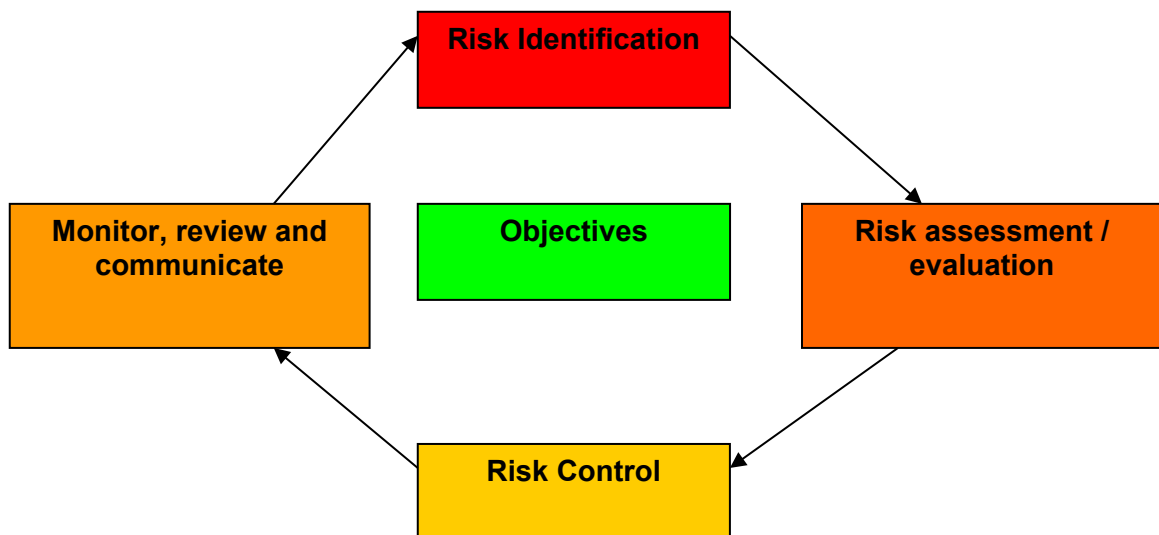 Risk Identification
Monitor, review and
communicate
Objectives
Risk assessment /
evaluation
Risk Control